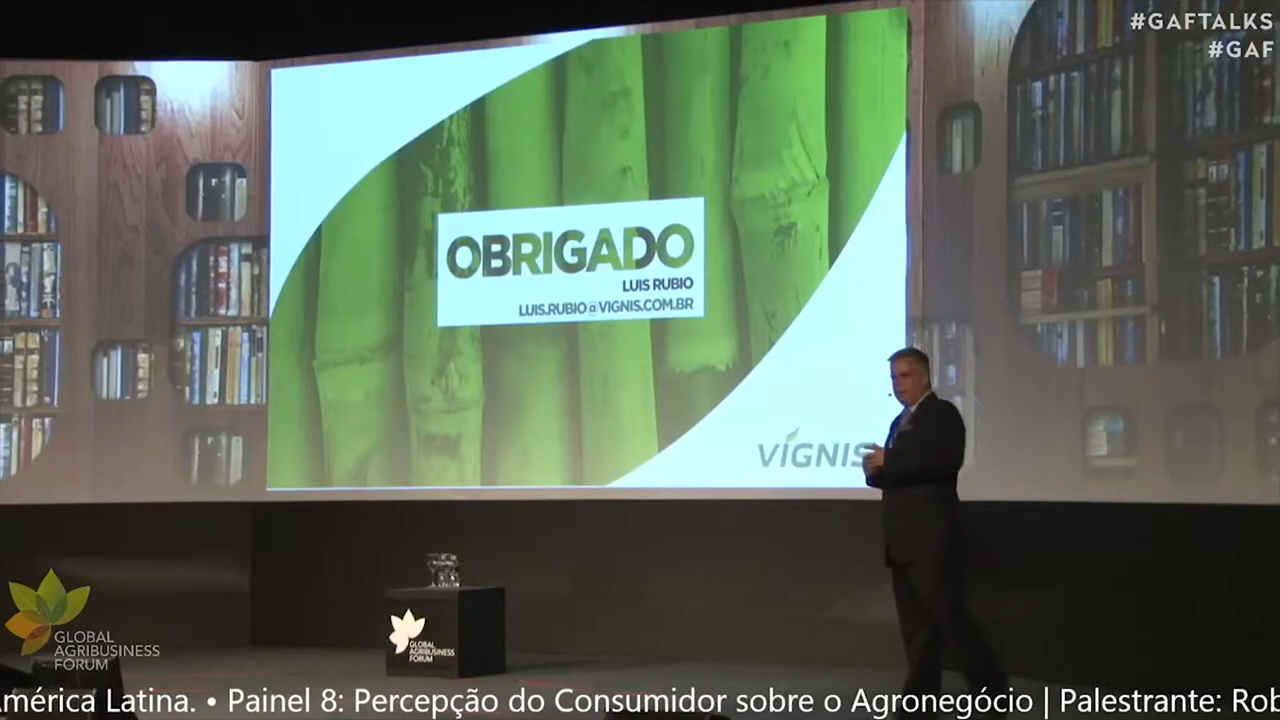 #GAFTALKS
#GAF
OBRIGADO
LUIS RUBIO
LUIS.RUBIO@VIGNIS.COM.BR
VIGNIS
GLOBAL
AGRIBUSINESS
FORUM
GLOBAL
AGRIBUSINESS
FORUM
América Latina. • Painel 8: Percepção do Consumidor sobre o Agronegócio | Palestrante: Rob